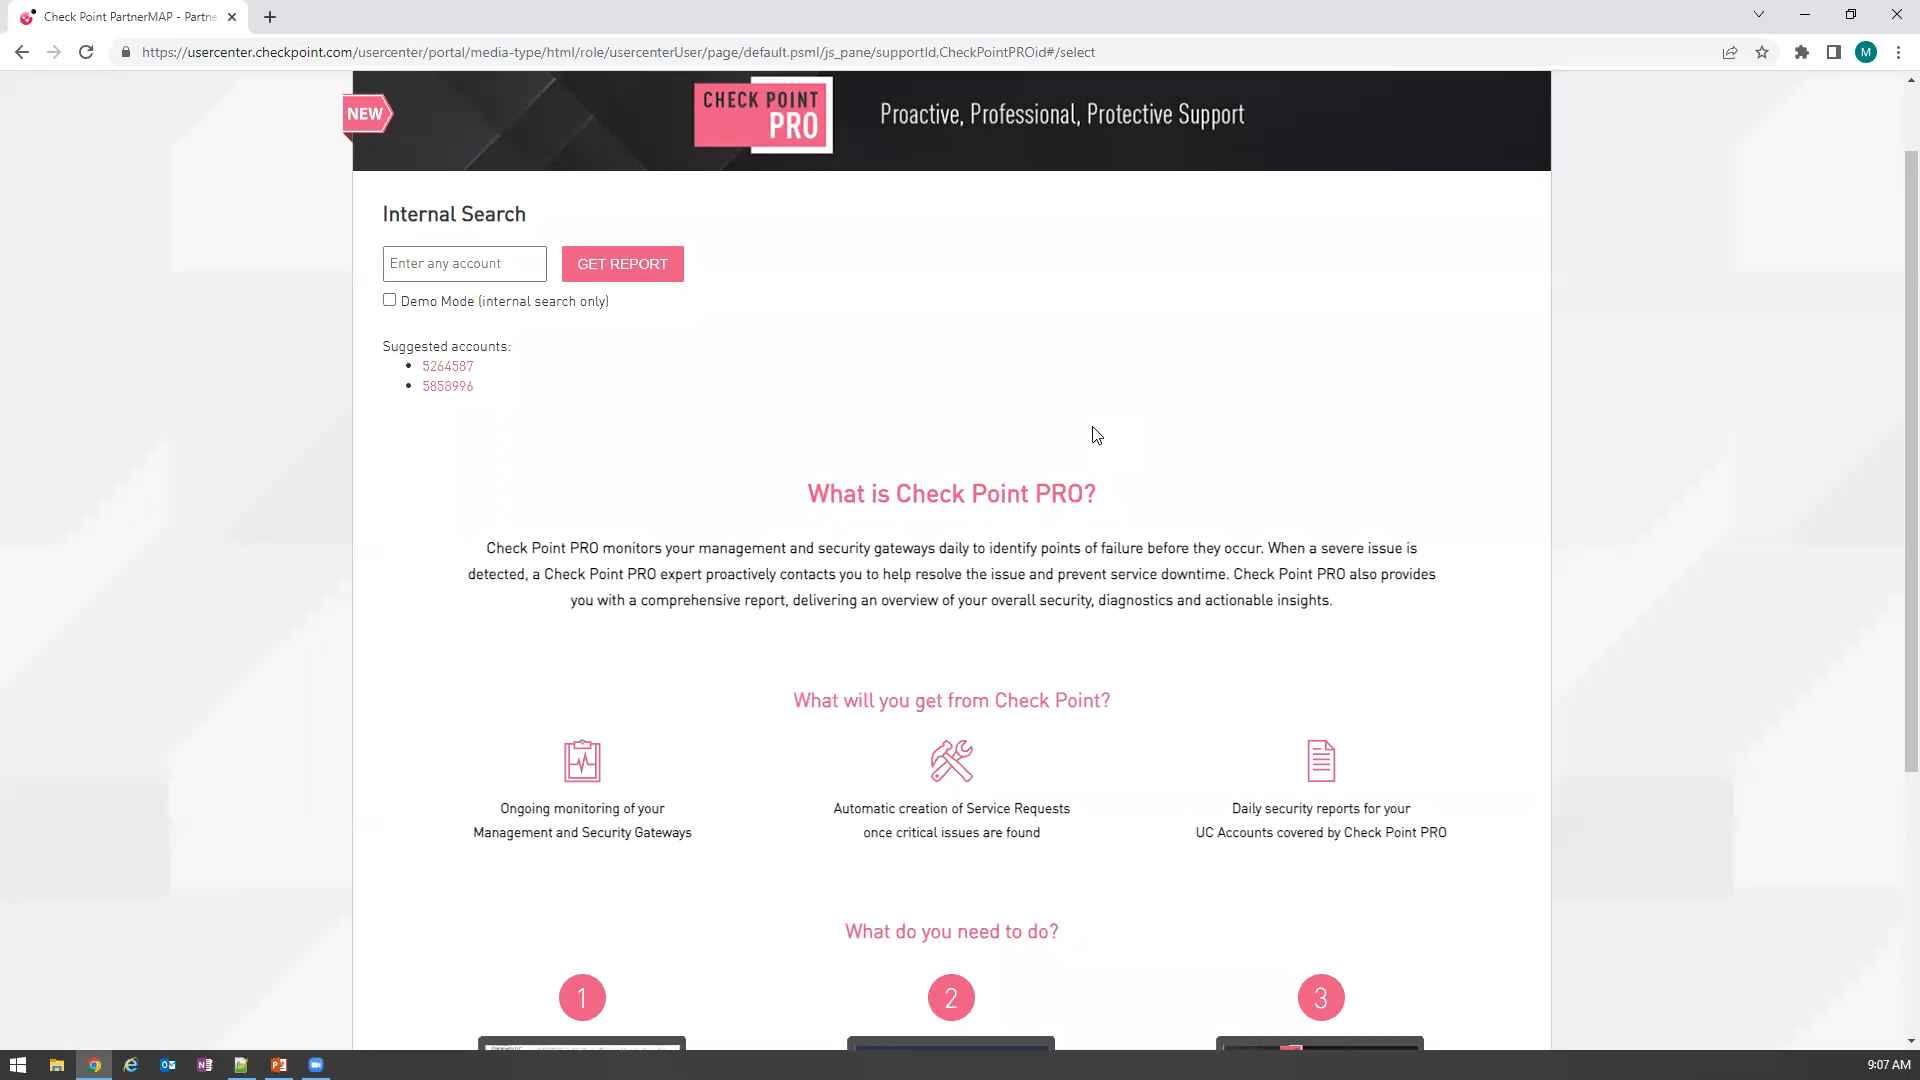 Check Point PartnerMAP - Partne
https://usercenter.checkpoint.com/usercenter/portal/media-type/html/role/usercenterUser/page/default.psml/js_pane/supportId,CheckPointPROid#/select
M
NEW
CHECK POINT
PRO
Proactive, Professional, Protective Support
Internal Search
Enter any account
GET REPORT
Demo Mode (internal search only)
Suggested accounts:
5264587
5858996
What is Check Point PRO?
Check Point PRO monitors your management and security gateways daily to identify points of failure before they occur. When a severe issue is
detected, a Check Point PRO expert proactively contacts you to help resolve the issue and prevent service downtime. Check Point PRO also provides
you with a comprehensive report, delivering an overview of your overall security, diagnostics and actionable insights.
What will you get from Check Point?
Ongoing monitoring of your
Management and Security Gateways
Automatic creation of Service Requests
once critical issues are found
Daily security reports for your
UC Accounts covered by Check Point PRO
What do you need to do?
1
2
3
9:07 AM